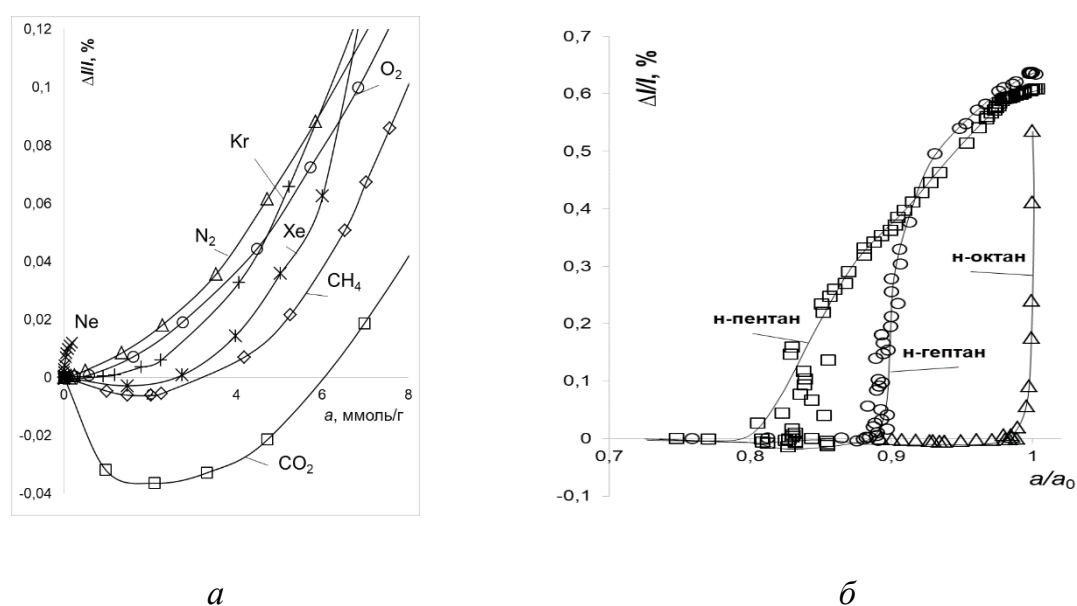 0,12
0,1
0,08
0,06
0,04
0,02
0
-0,02
-0,04
Δl/l, %
0
4
6
8
a, ммоль/г
Ne
N2
Kr
O2
Xe
CH4
CO2
а
0,7
0,6
0,5
0,4
0,3
0,2
0,1
0
-0,1
Δl/l, %
0,7
0,8
0,9
1
a/a0
н-пентан
н-гептан
н-октан
б